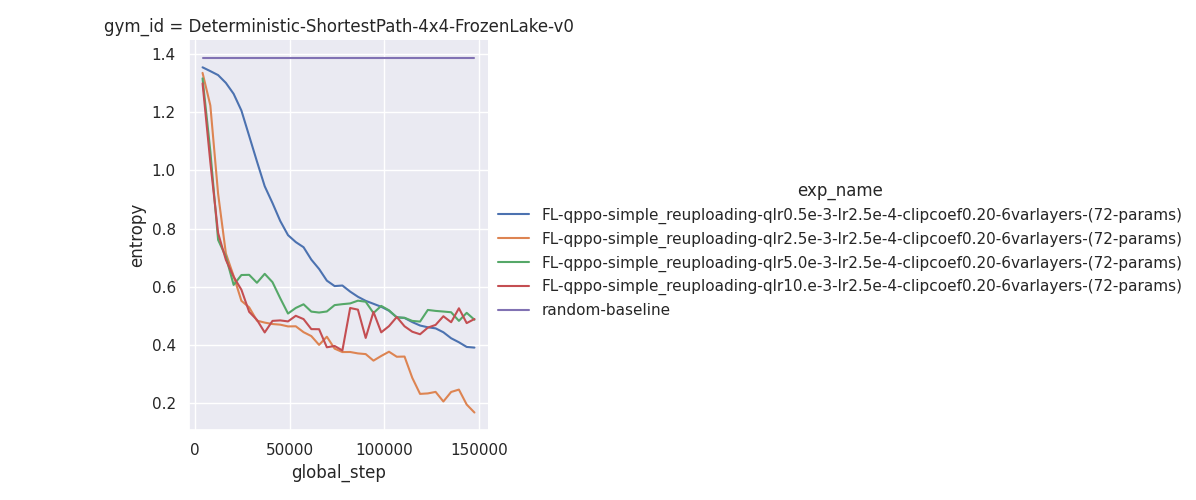 gym_id = Deterministic-ShortestPath-4x4-FrozenLake-v0
1.4
1.2
1.0
0.8
0.6
0.4
0.2
entropy
0
50000
100000
150000
global_step
exp_name
FL-qppo-simple_reuploading-qlr0.5e-3-lr2.5e-4-clipcoef0.20-6varlayers-(72-params)
FL-qppo-simple_reuploading-qlr2.5e-3-lr2.5e-4-clipcoef0.20-6varlayers-(72-params)
FL-qppo-simple_reuploading-qlr5.0e-3-lr2.5e-4-clipcoef0.20-6varlayers-(72-params)
FL-qppo-simple_reuploading-qlr10.e-3-lr2.5e-4-clipcoef0.20-6varlayers-(72-params)
random-baseline